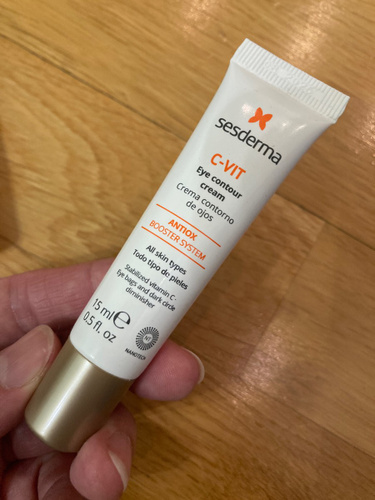 sesderma
C-VIT
Eye contour
cream
Crema contorno
de ojos
ANTIOX
BOOSTER SYSTEM
All skin types
Todo tipo de pieles
Stabilized vitamin C -
Eye bags and dark circle
diminisher
15 ml ℮
0.5 fl. oz
NT
NANOTECH